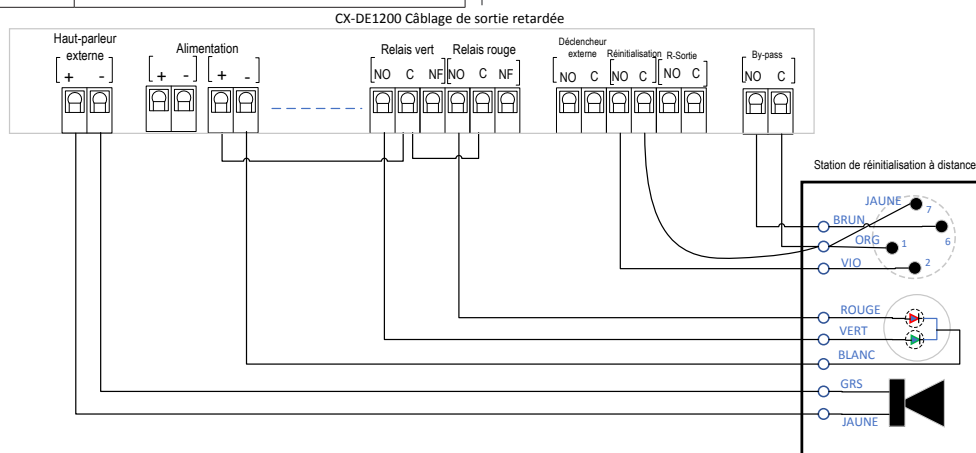 CX-DE1200 Câblage de sortie retardée
Haut-parleur
externe
Alimentation
Relais vert
Relais rouge
Déclencheur
externe
Réinitialisation
R-Sortie
By-pass
+ -
+ -
+ -
NO C NF
NO C NF
NO C
NO C
NO C
NO C
Station de réinitialisation à distance
JAUNE
7
BRUN
6
ORG
1
VIO
2
ROUGE
VERT
BLANC
GRS
JAUNE